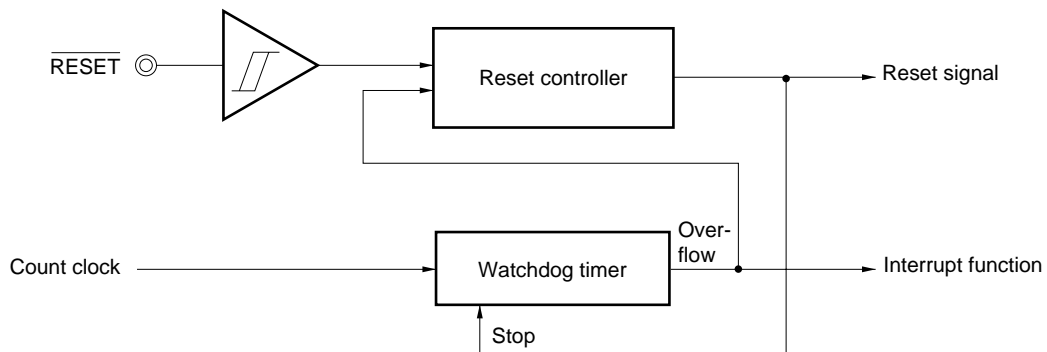 RESET
Reset controller
Reset signal
Over-
flow
Count clock
Watchdog timer
Interrupt function
Stop